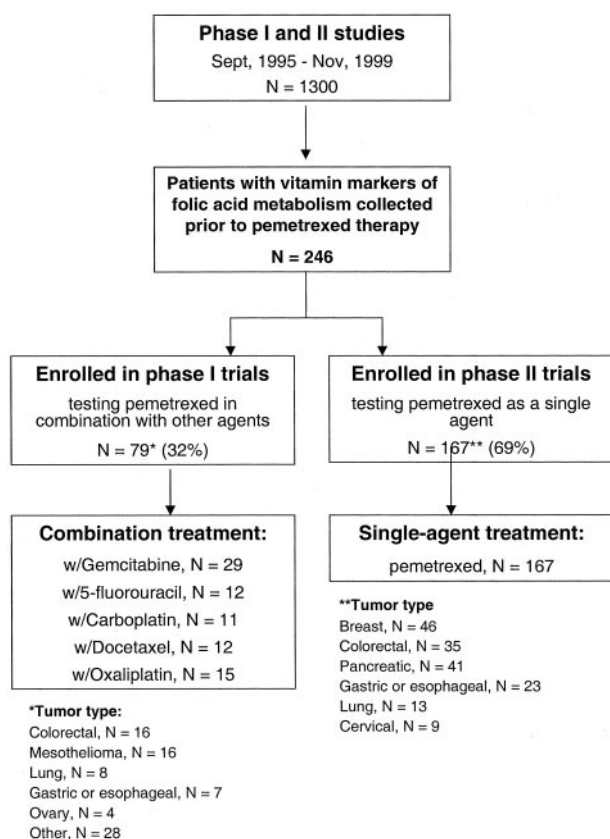 Phase I and II studies
Sept, 1995 - Nov, 1999
N = 1300
Patients with vitamin markers of
folic acid metabolism collected
prior to pemetrexed therapy
N = 246
Enrolled in phase I trials
testing pemetrexed in
combination with other agents
N = 79* (32%)
Enrolled in phase II trials
testing pemetrexed as a single
agent
N = 167** (69%)
Combination treatment:
w/Gemcitabine, N = 29
w/5-fluorouracil, N = 12
w/Carboplatin, N = 11
w/Docetaxel, N = 12
w/Oxaliplatin, N = 15
*Tumor type:
Colorectal, N = 16
Mesothelioma, N = 16
Lung, N = 8
Gastric or esophageal, N = 7
Ovary, N = 4
Other, N = 28
Single-agent treatment:
pemetrexed, N = 167
**Tumor type
Breast, N = 46
Colorectal, N = 35
Pancreatic, N = 41
Gastric or esophageal, N = 23
Lung, N = 13
Cervical, N = 9